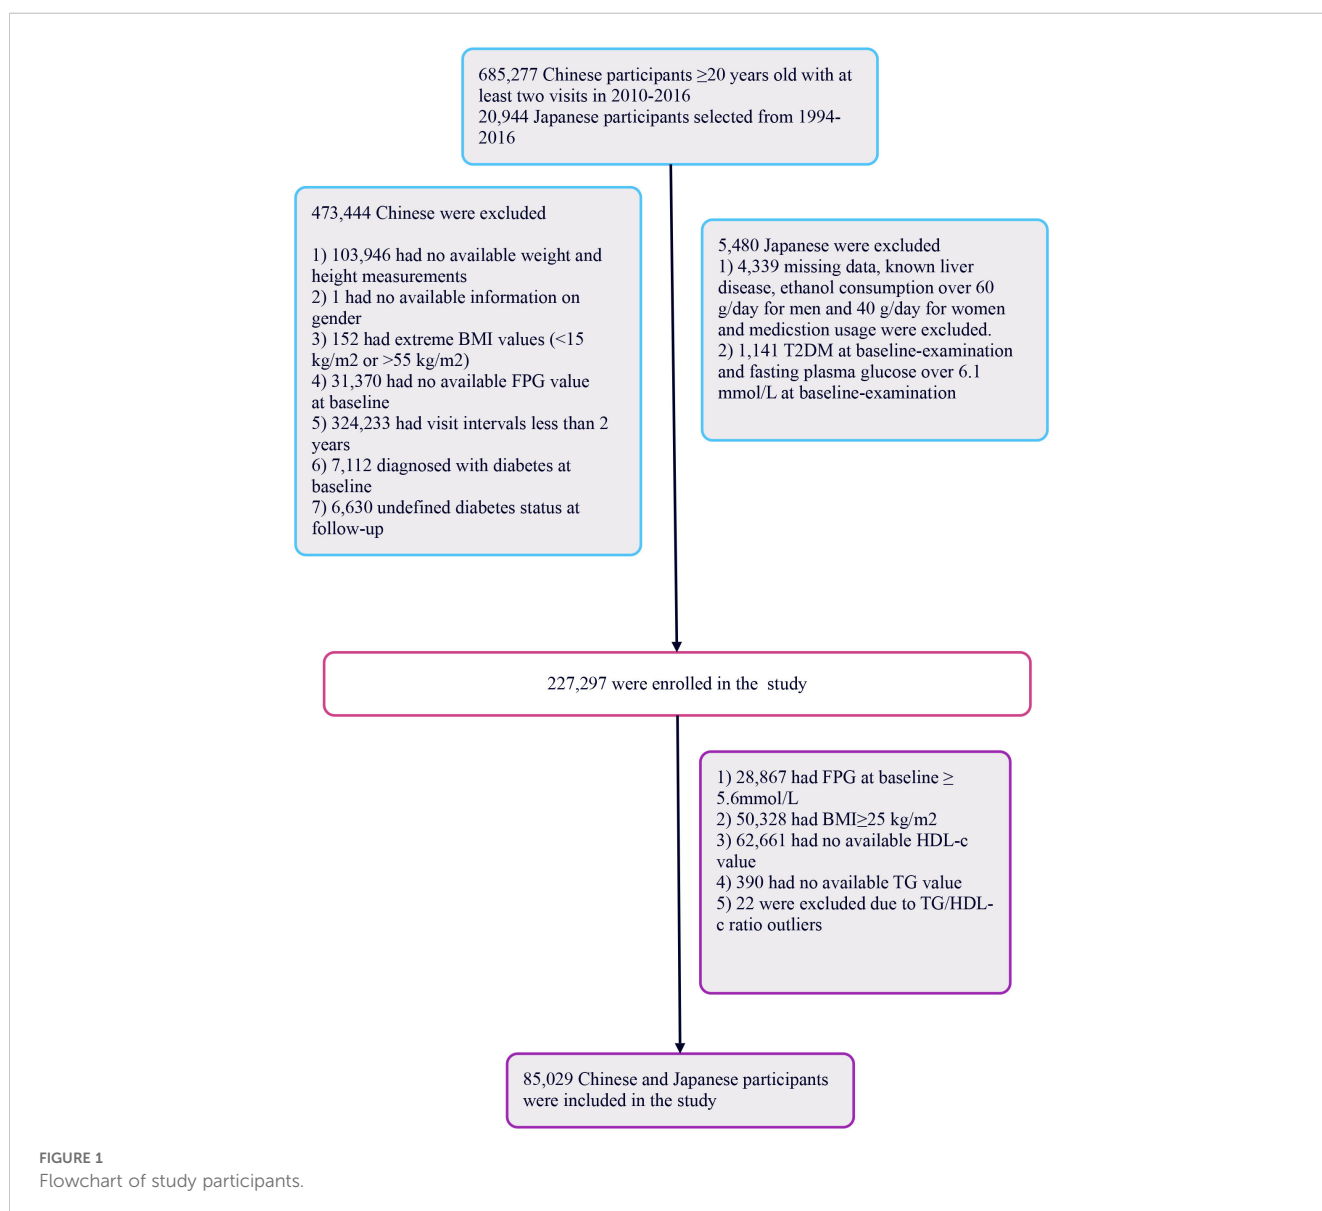 685,277 Chinese participants ≥20 years old with at
least two visits in 2010-2016
20,944 Japanese participants selected from 1994-
2016
473,444 Chinese were excluded
1) 103,946 had no available weight and
height measurements
2) 1 had no available information on
gender
3) 152 had extreme BMI values (<15
kg/m2 or >55 kg/m2)
4) 31,370 had no available FPG value
at baseline
5) 324,233 had visit intervals less than 2
years
6) 7,112 diagnosed with diabetes at
baseline
7) 6,630 undefined diabetes status at
follow-up
5,480 Japanese were excluded
1) 4,339 missing data, known liver
disease, ethanol consumption over 60
g/day for men and 40 g/day for women
and medicstion usage were excluded.
2) 1,141 T2DM at baseline-examination
and fasting plasma glucose over 6.1
mmol/L at baseline-examination
227,297 were enrolled in the study
1) 28,867 had FPG at baseline ≥
5.6mmol/L
2) 50,328 had BMI≥25 kg/m2
3) 62,661 had no available HDL-c
value
4) 390 had no available TG value
5) 22 were excluded due to TG/HDL-
c ratio outliers
85,029 Chinese and Japanese participants
were included in the study
FIGURE 1
Flowchart of study participants.